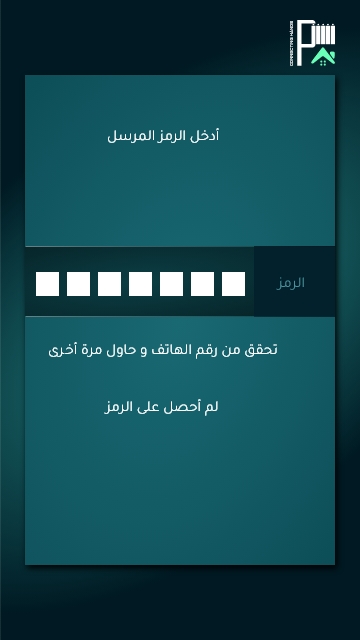 CONNECTING HANDS
أدخل الرمز المرسل
الرمز
تحقق من رقم الهاتف و حاول مرة أخرى
لم أحصل على الرمز